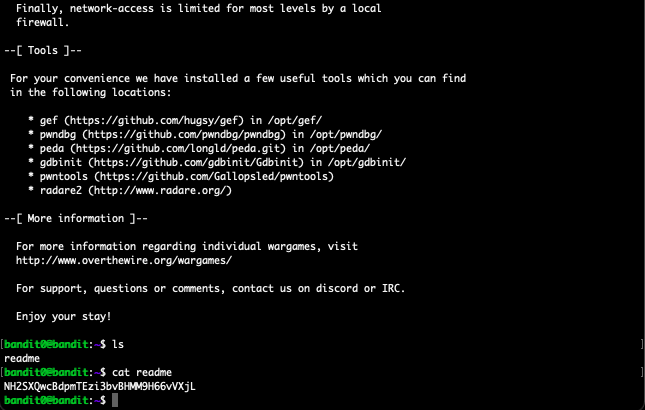 Finally, network-access is limited for most levels by a local
firewall.
--[ Tools ]--
For your convenience we have installed a few useful tools which you can find
in the following locations:
* gef (https://github.com/hugsy/gef) in /opt/gef/
* pwndbg (https://github.com/pwndbg/pwndbg) in /opt/pwndbg/
* peda (https://github.com/longld/peda.git) in /opt/peda/
* gdbinit (https://github.com/gdbinit/Gdbinit) in /opt/gdbinit/
* pwntools (https://github.com/Gallopsled/pwntools)
* radare2 (http://www.radare.org/)
--[ More information ]--
For more information regarding individual wargames, visit
http://www.overthewire.org/wargames/
For support, questions or comments, contact us on discord or IRC.
Enjoy your stay!
[bandit0@bandit:~$ ls ]
readme
[bandit0@bandit:~$ cat readme ]
NH2SXQwcBdpmTEzi3bvBHMM9H66vVXjL
bandit0@bandit:~$